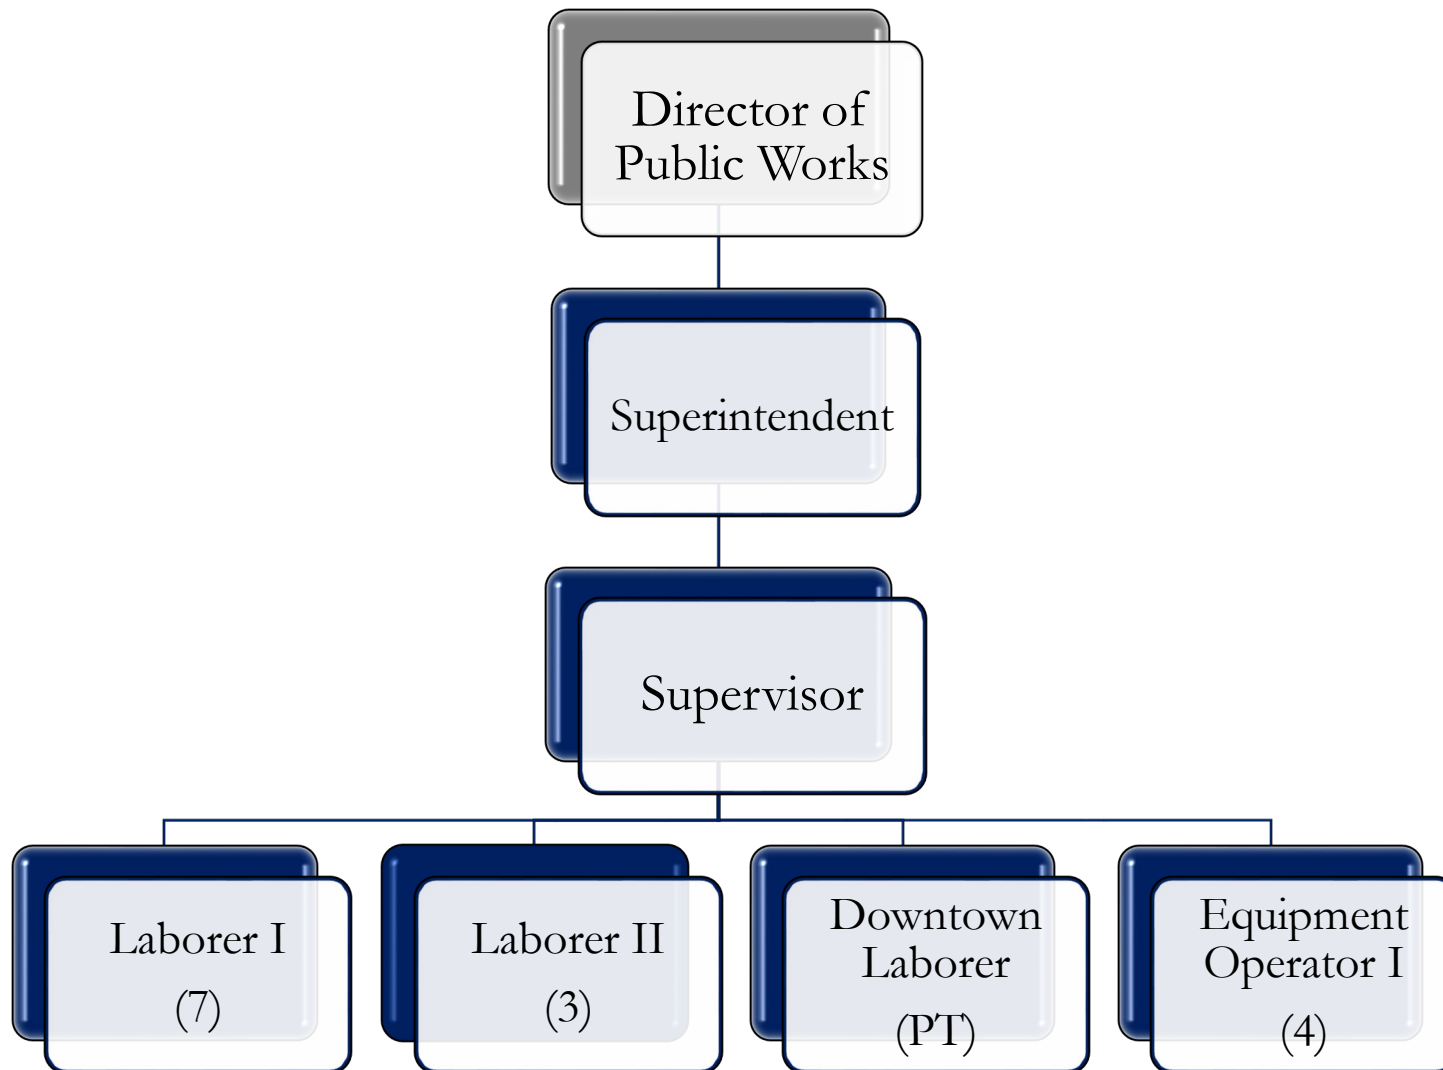 Director of
Public Works
Superintendent
Supervisor
Laborer I
(7)
Laborer II
(3)
Downtown
Laborer
(PT)
Equipment
Operator I
(4)